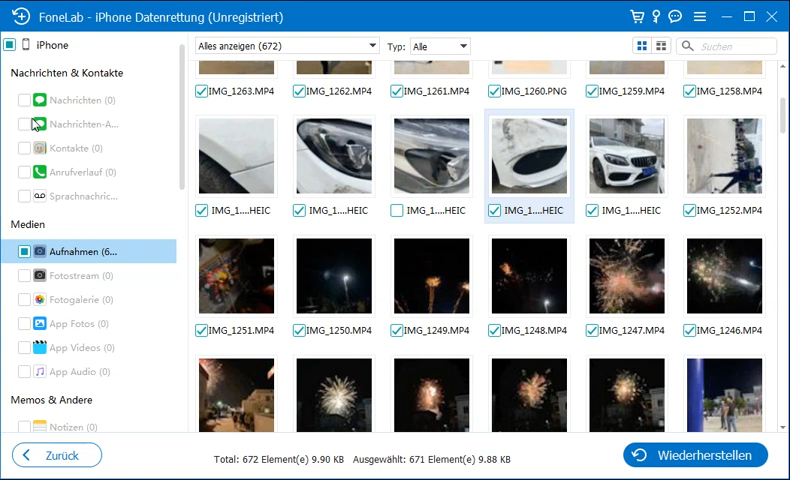 FoneLab - iPhone Datenrettung (Unregistriert)
iPhone
Alles anzeigen (672)
Typ:
Alle
Suchen
Nachrichten & Kontakte
Nachrichten (0)
Nachrichten-A...
Kontakte (0)
Anrufverlauf (0)
Sprachnachric...
Medien
Aufnahmen (6...
Fotostream (0)
Fotogalerie (0)
App Fotos (0)
App Videos (0)
App Audio (0)
Memos & Andere
Notizen (0)
IMG_1263.MP4 IMG_1262.MP4 IMG_1261.MP4 IMG_1260.PNG IMG_1259.MP4 IMG_1258.MP4
IMG_1....HEIC IMG_1....HEIC IMG_1....HEIC IMG_1....HEIC IMG_1....HEIC IMG_1252.MP4
IMG_1251.MP4 IMG_1250.MP4 IMG_1249.MP4 IMG_1248.MP4 IMG_1247.MP4 IMG_1246.MP4
Zurück
Total: 672 Element(e) 9.90 KB Ausgewählt: 671 Element(e) 9.88 KB
Wiederherstellen